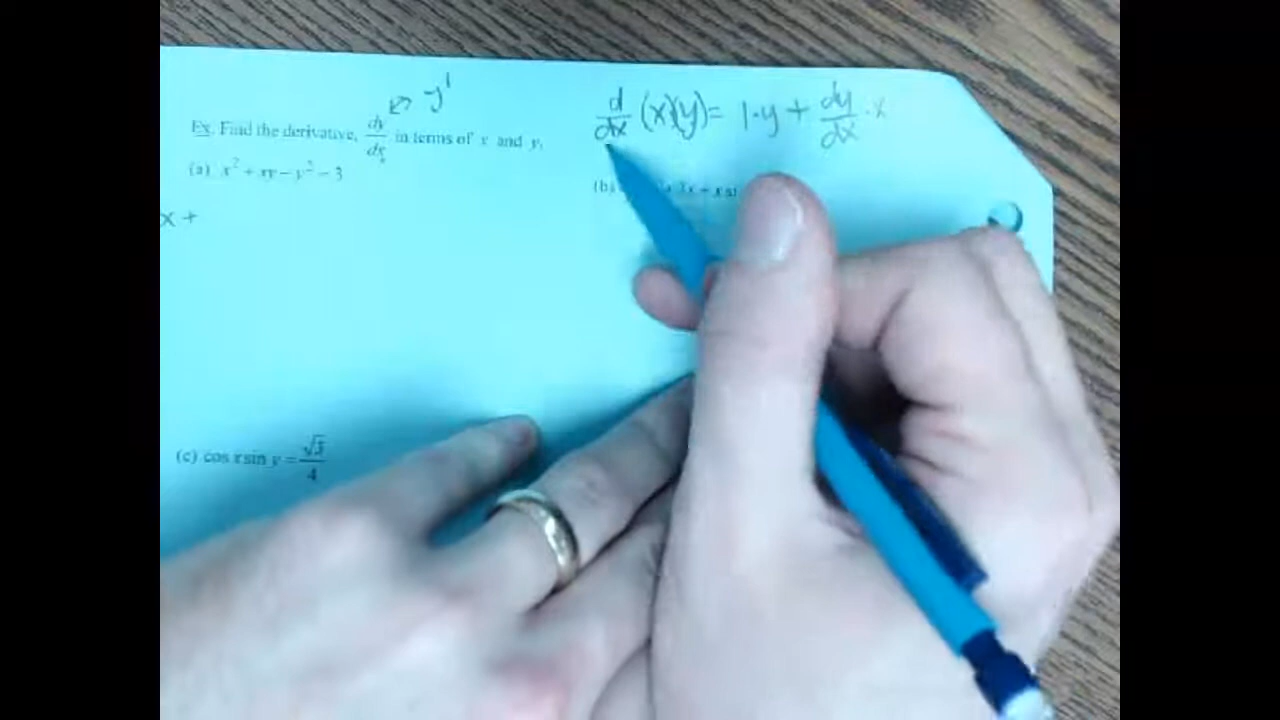 y'
Ex. Find the derivative, dy/dx in terms of x and y.
d/dx (x)(y) = 1·y + dy/dx · x
(a) x² + xy − y² = 3
(b) 3x
x +
(c) cos x sin y = √3/4